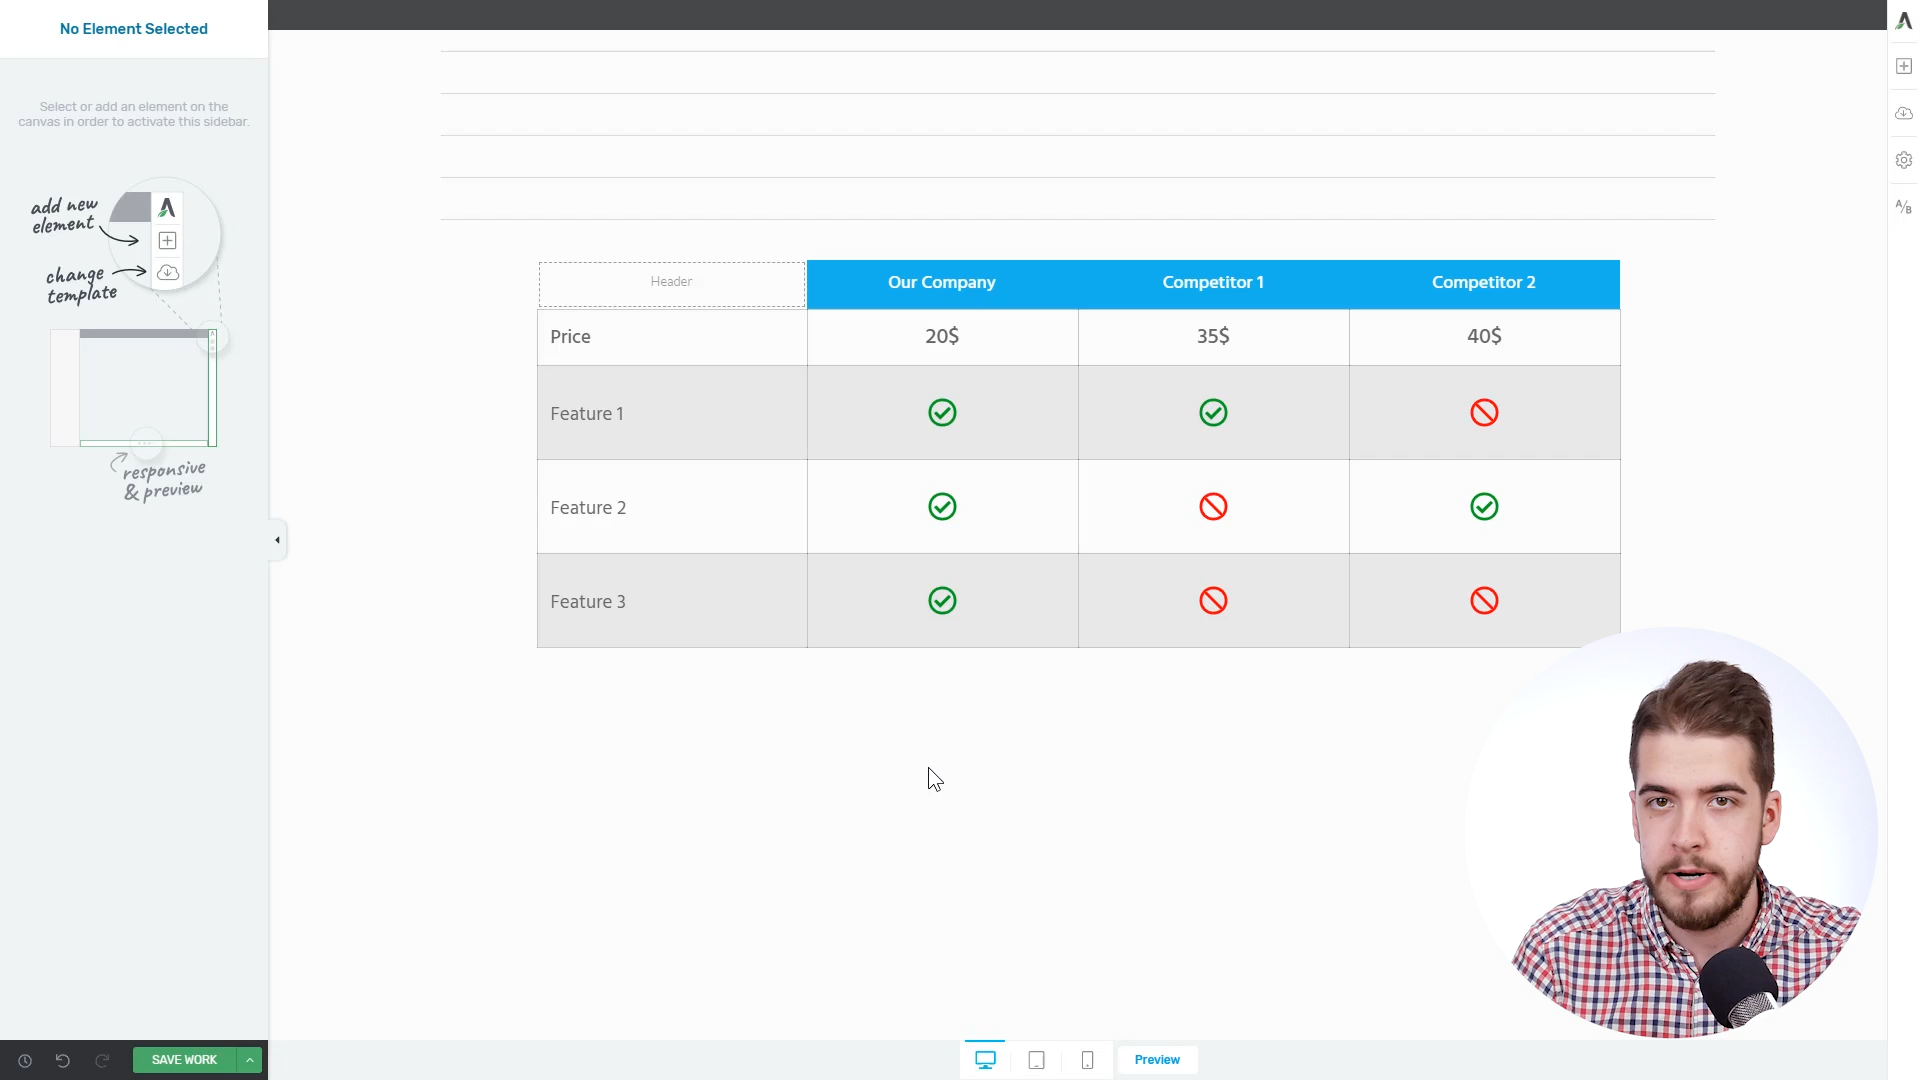 No Element Selected
Select or add an element on the
canvas in order to activate this sidebar.
add new
element
change
template
responsive
& preview
Header
Our Company
Competitor 1
Competitor 2
Price
20$
35$
40$
Feature 1
Feature 2
Feature 3
A/B
SAVE WORK
Preview